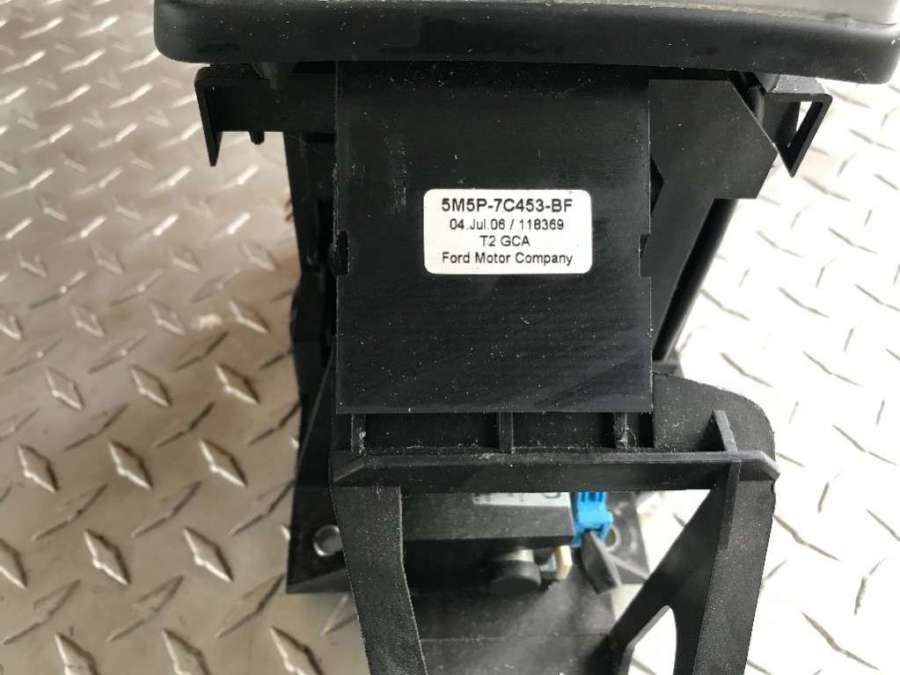 5M5P-7C453-BF
04.Jul.06 / 118369
T2 GCA
Ford Motor Company